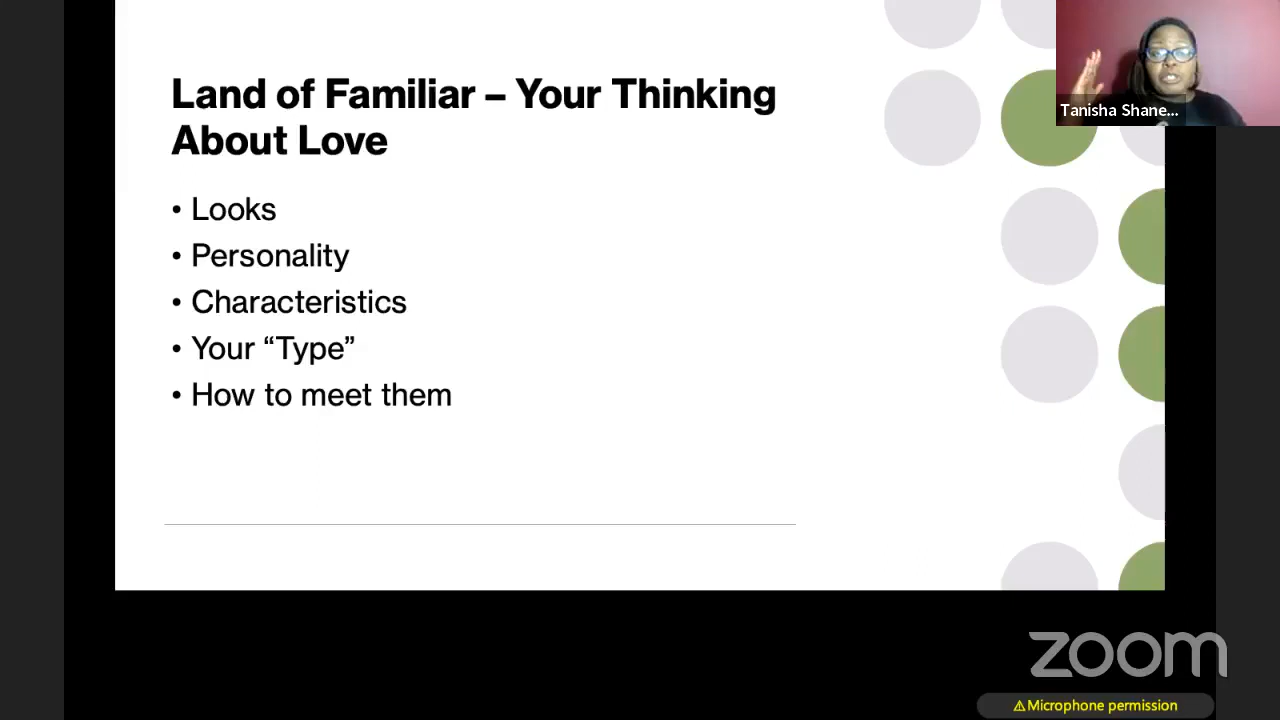 Land of Familiar – Your Thinking
About Love
• Looks
• Personality
• Characteristics
• Your “Type”
• How to meet them
Tanisha Shane...
zoom
⚠Microphone permission